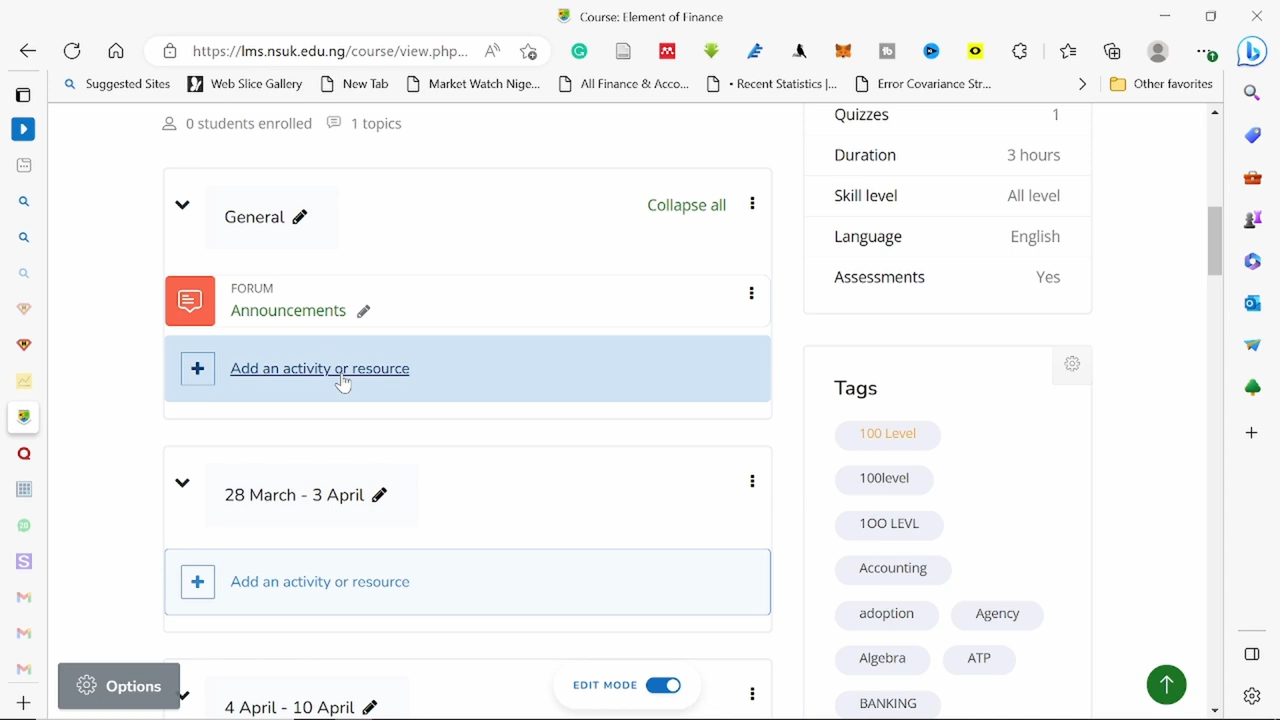 Course: Element of Finance
https://lms.nsuk.edu.ng/course/view.php...
Suggested Sites
Web Slice Gallery
New Tab
Market Watch Nige...
All Finance & Acco...
• Recent Statistics |...
Error Covariance Str...
Other favorites
0 students enrolled
1 topics
General
Collapse all
FORUM
Announcements
Add an activity or resource
28 March - 3 April
Add an activity or resource
4 April - 10 April
Options
EDIT MODE
Quizzes 1
Duration 3 hours
Skill level All level
Language English
Assessments Yes
Tags
100 Level
100level
1OO LEVL
Accounting
adoption
Agency
Algebra
ATP
BANKING